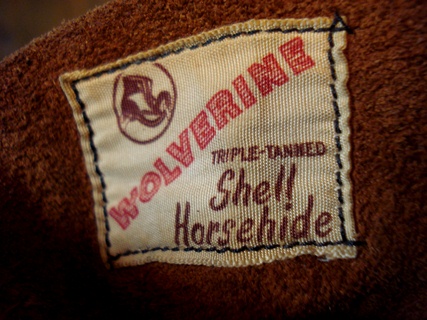 WOLVERINE
TRIPLE-TANNED
Shell
Horsehide